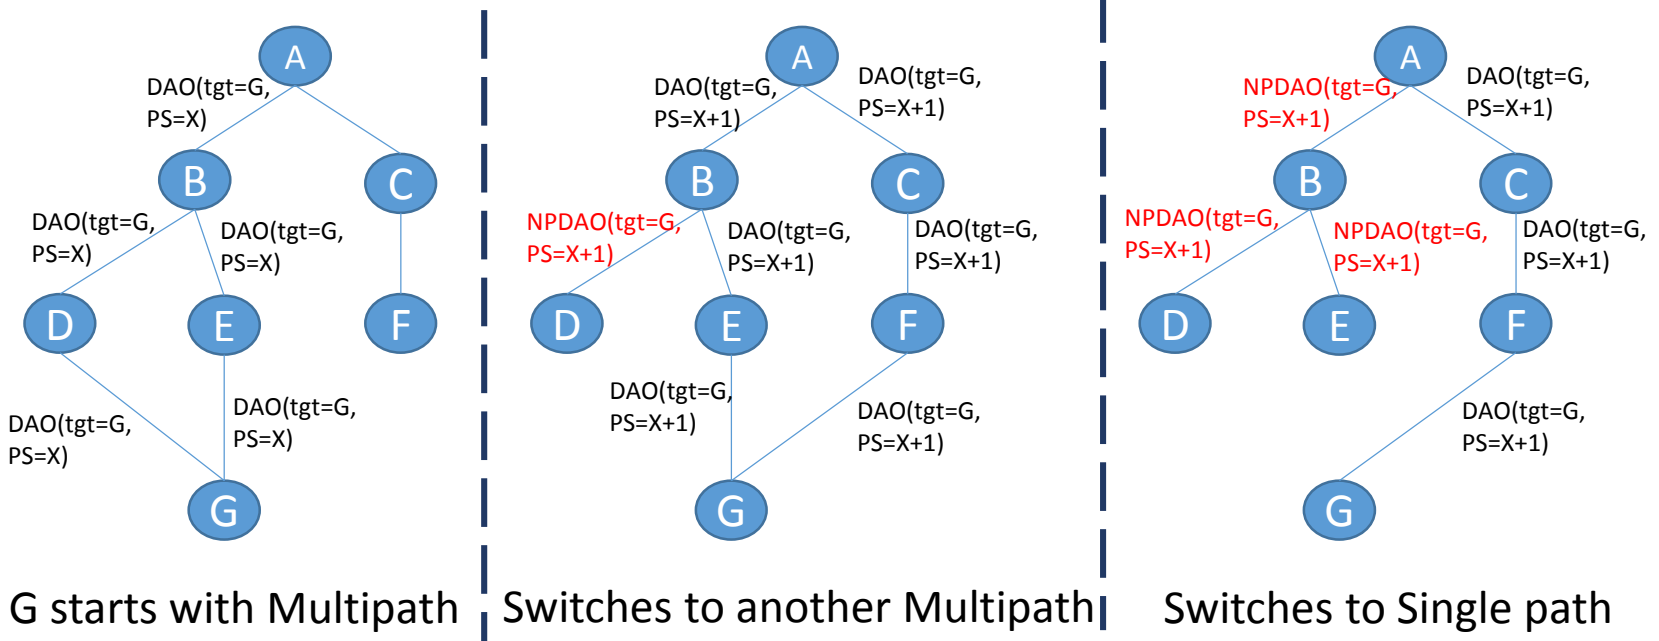 A
DAO(tgt=G,
PS=X)
B
C
DAO(tgt=G,
PS=X)
DAO(tgt=G,
PS=X)
D
E
F
DAO(tgt=G,
PS=X)
DAO(tgt=G,
PS=X)
G
G starts with Multipath
A
DAO(tgt=G,
PS=X+1)
DAO(tgt=G,
PS=X+1)
B
C
NPDAO(tgt=G,
PS=X+1)
DAO(tgt=G,
PS=X+1)
DAO(tgt=G,
PS=X+1)
D
E
F
DAO(tgt=G,
PS=X+1)
DAO(tgt=G,
PS=X+1)
G
Switches to another Multipath
A
NPDAO(tgt=G,
PS=X+1)
DAO(tgt=G,
PS=X+1)
B
C
NPDAO(tgt=G,
PS=X+1)
NPDAO(tgt=G,
PS=X+1)
DAO(tgt=G,
PS=X+1)
D
E
F
DAO(tgt=G,
PS=X+1)
G
Switches to Single path